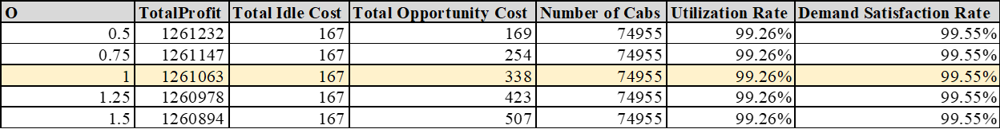 O TotalProfit Total Idle Cost Total Opportunity Cost Number of Cabs Utilization Rate Demand Satisfaction Rate
0.5 1261232 167 169 74955 99.26% 99.55%
0.75 1261147 167 254 74955 99.26% 99.55%
1 1261063 167 338 74955 99.26% 99.55%
1.25 1260978 167 423 74955 99.26% 99.55%
1.5 1260894 167 507 74955 99.26% 99.55%